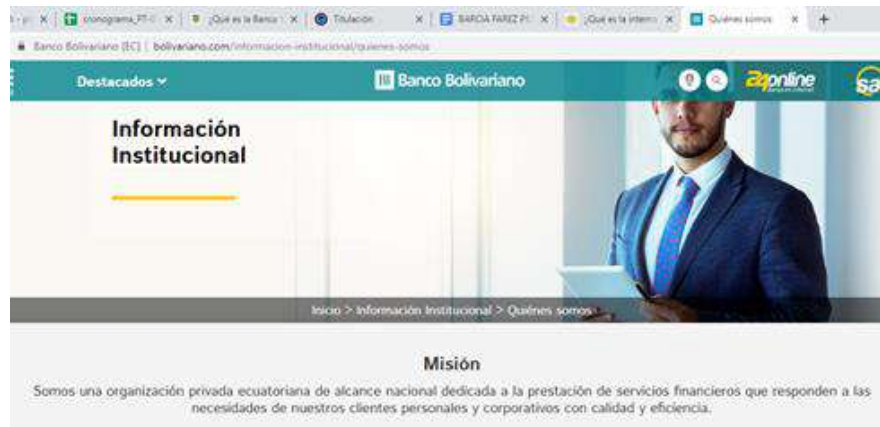 cronograma_PT-
¿Qué es la Banca
Titulación
BARCIA FAREZ
¿Qué es la
Quiénes somos
Banco Bolivariano [EC] | bolivariano.com/informacion-institucional/quienes-somos
Destacados
Banco Bolivariano
24online
Información
Institucional
Inicio > Información Institucional > Quiénes somos
Misión
Somos una organización privada ecuatoriana de alcance nacional dedicada a la prestación de servicios financieros que responden a las
necesidades de nuestros clientes personales y corporativos con calidad y eficiencia.